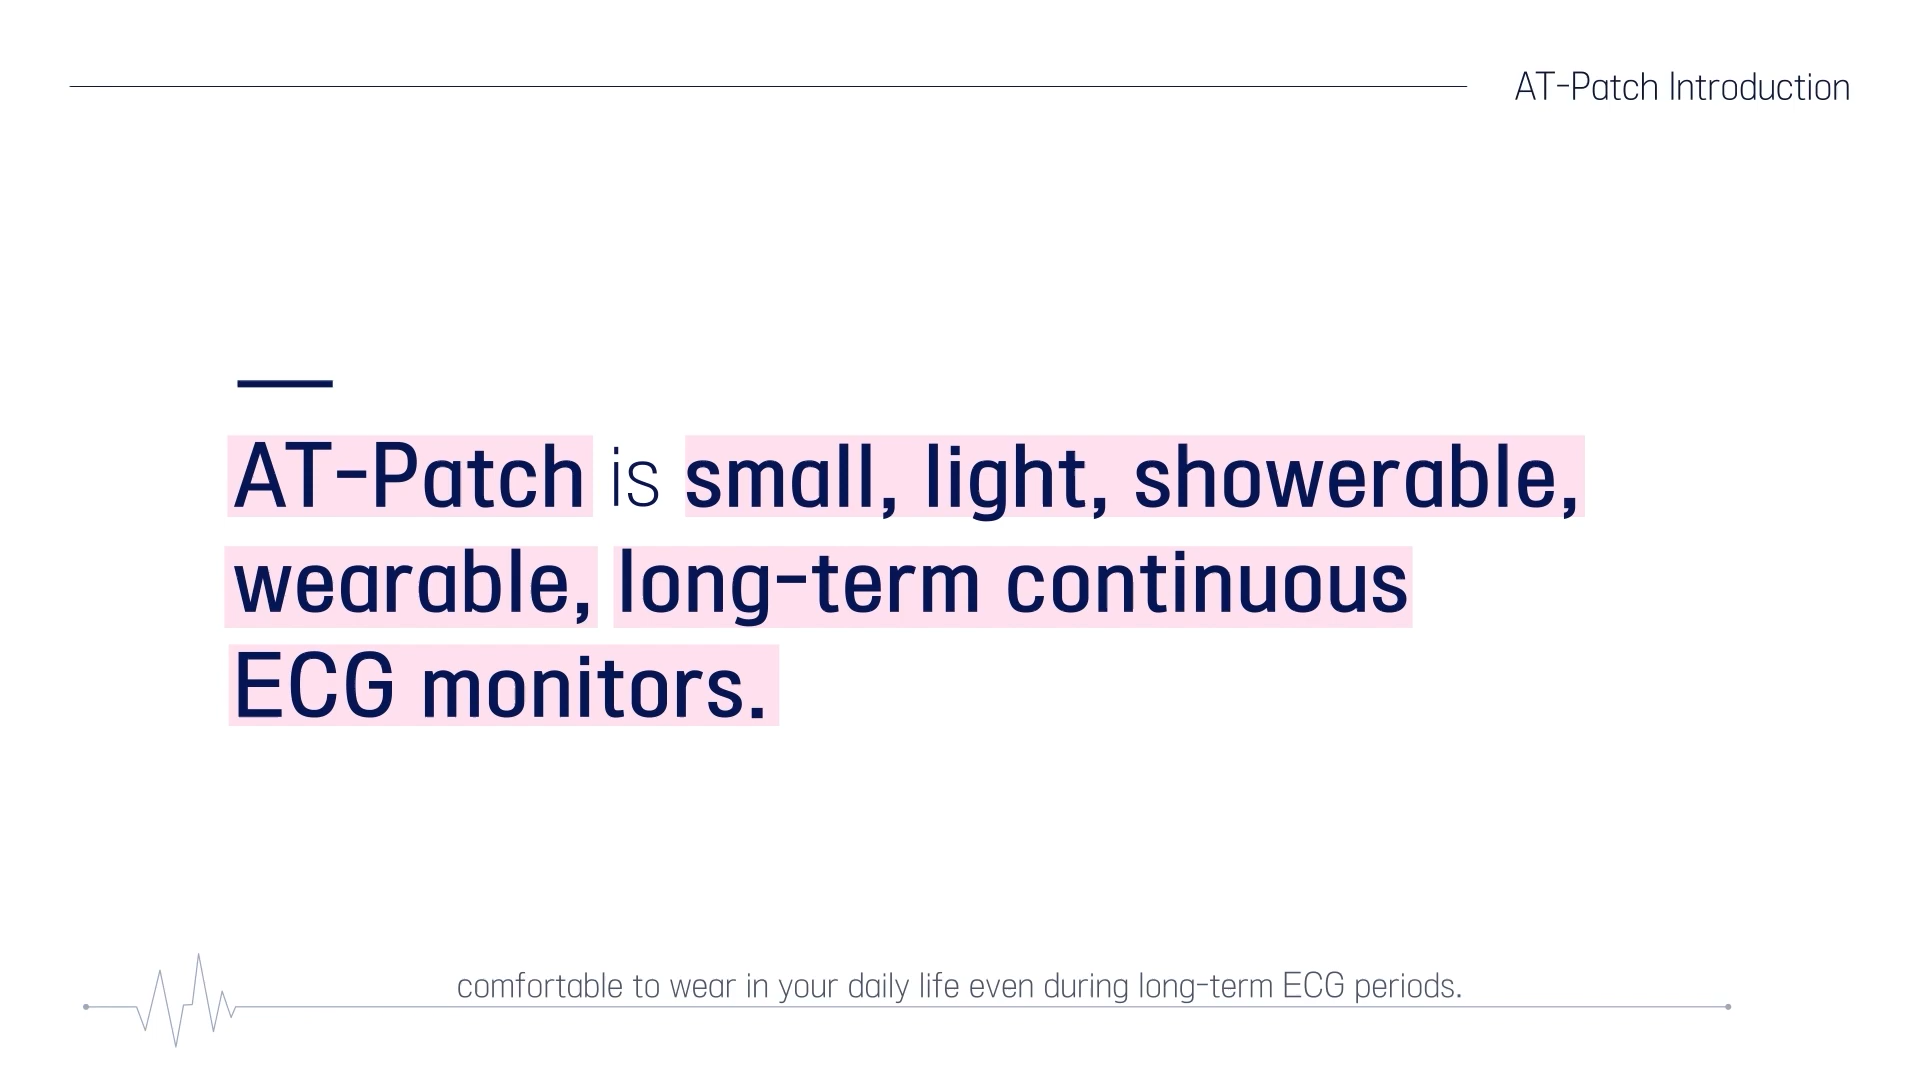 AT-Patch Introduction
AT-Patch is small, light, showerable,
wearable, long-term continuous
ECG monitors.
comfortable to wear in your daily life even during long-term ECG periods.